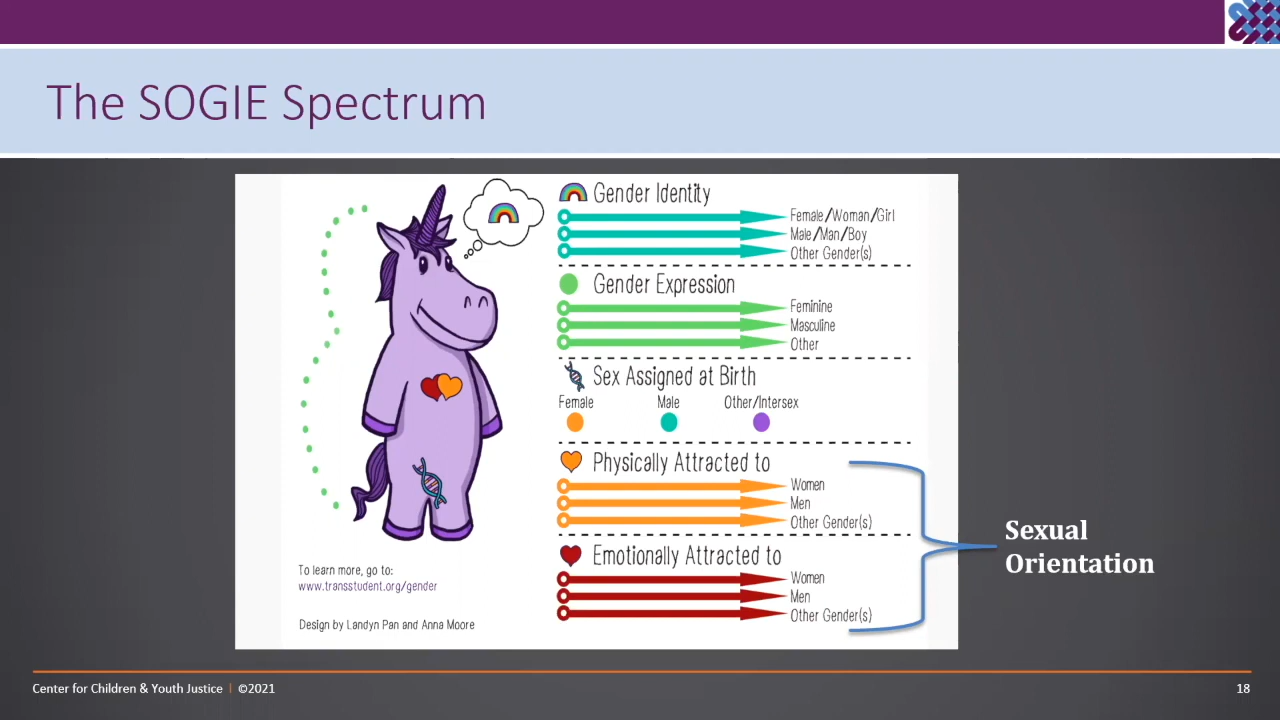 The SOGIE Spectrum
Gender Identity
Female/Woman/Girl
Male/Man/Boy
Other Gender(s)
Gender Expression
Feminine
Masculine
Other
Sex Assigned at Birth
Female Male Other/Intersex
Physically Attracted to
Women
Men
Other Gender(s)
Emotionally Attracted to
Women
Men
Other Gender(s)
Sexual
Orientation
To learn more, go to:
www.transstudent.org/gender
Design by Landyn Pan and Anna Moore
Center for Children & Youth Justice | ©2021
18